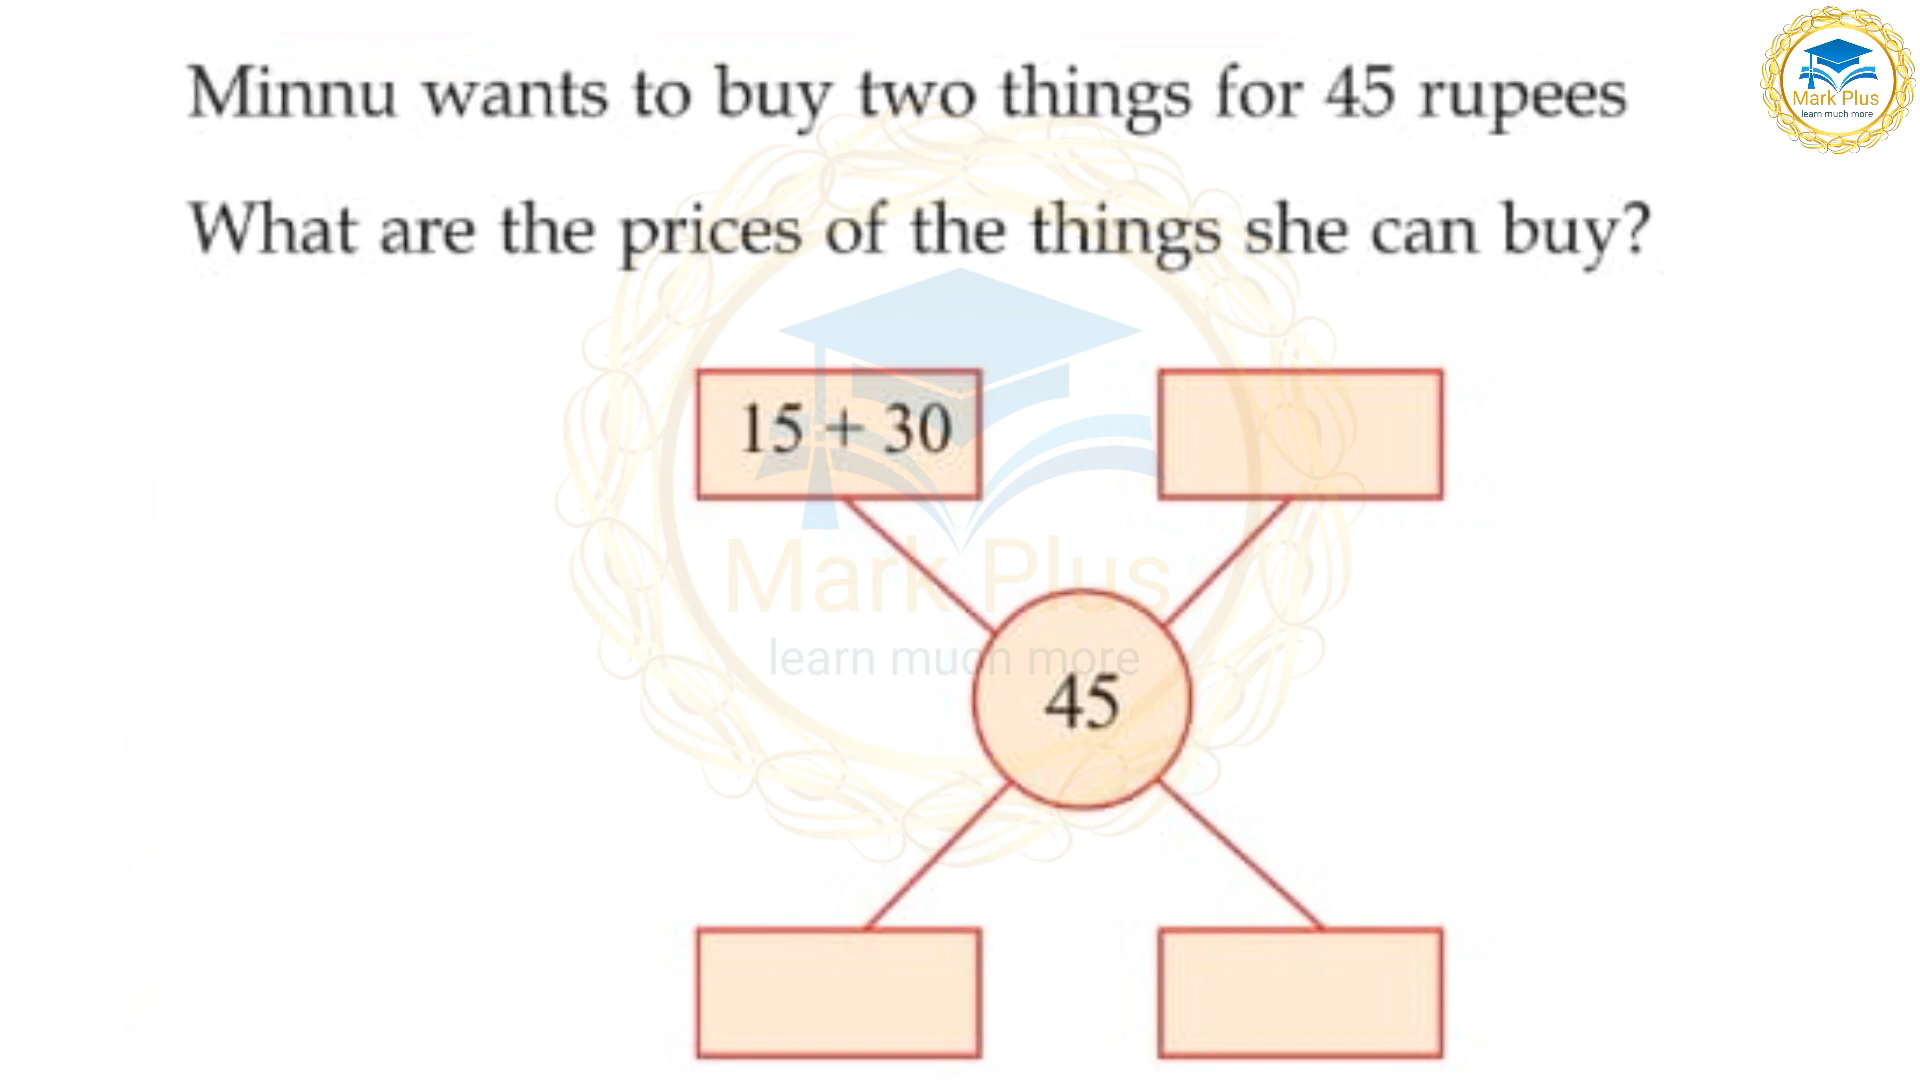 Minnu wants to buy two things for 45 rupees
What are the prices of the things she can buy?
Mark Plus
learn much more
15 + 30
Mark Plus
learn much more
45